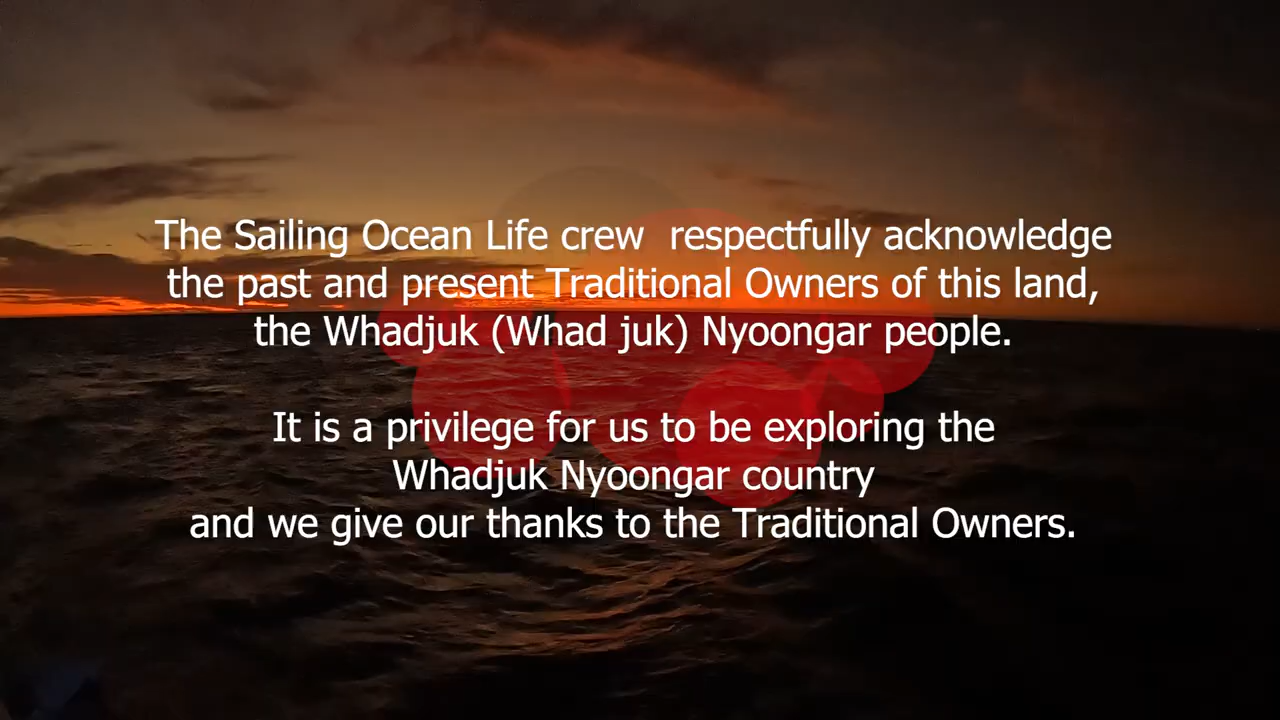 The Sailing Ocean Life crew  respectfully acknowledge
the past and present Traditional Owners of this land,
the Whadjuk (Whad juk) Nyoongar people.
It is a privilege for us to be exploring the
Whadjuk Nyoongar country
and we give our thanks to the Traditional Owners.